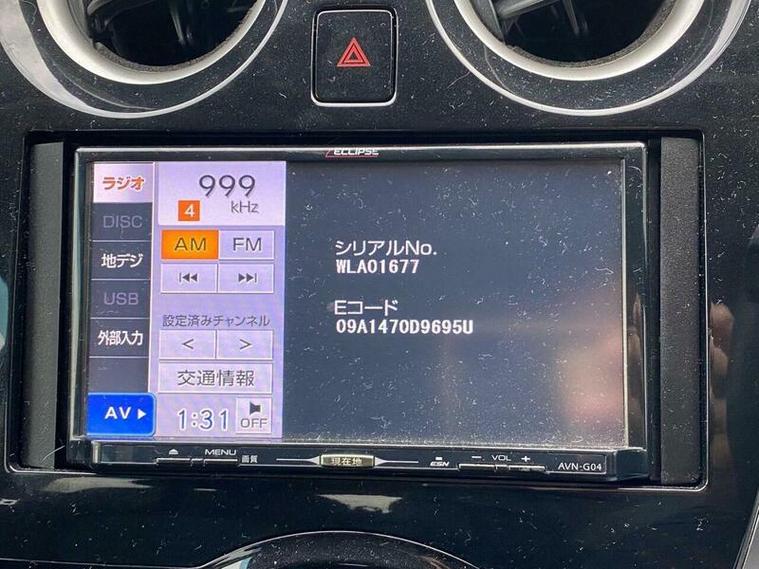 ECLIPSE
ラジオ
DISC
地デジ
USB
外部入力
AV
999
4 kHz
AM FM
設定済みチャンネル
< >
交通情報
1:31 OFF
シリアルNo.
WLA01677
Eコード
09A1470D9695U
MENU
画質
現在地
ESN
− VOL +
AVN-G04